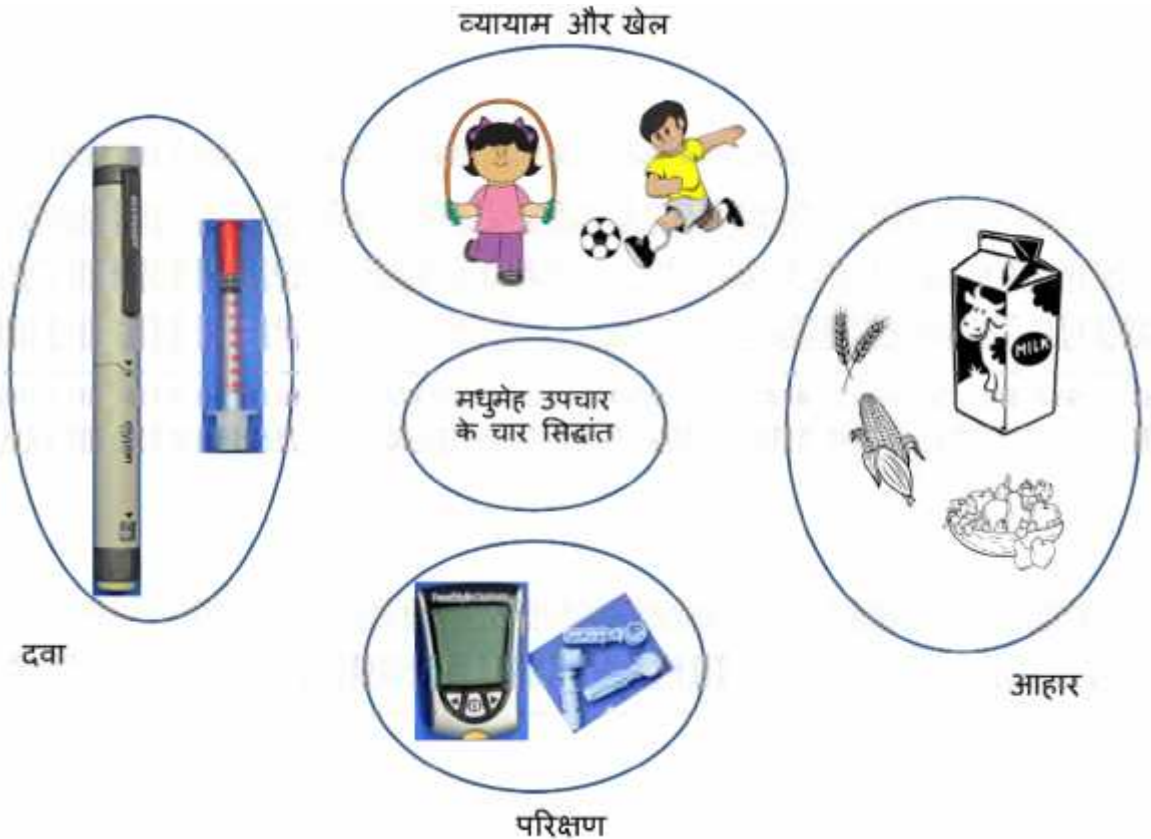 व्यायाम और खेल
मधुमेह उपचार
के चार सिद्धांत
MILK
दवा
आहार
परिक्षण